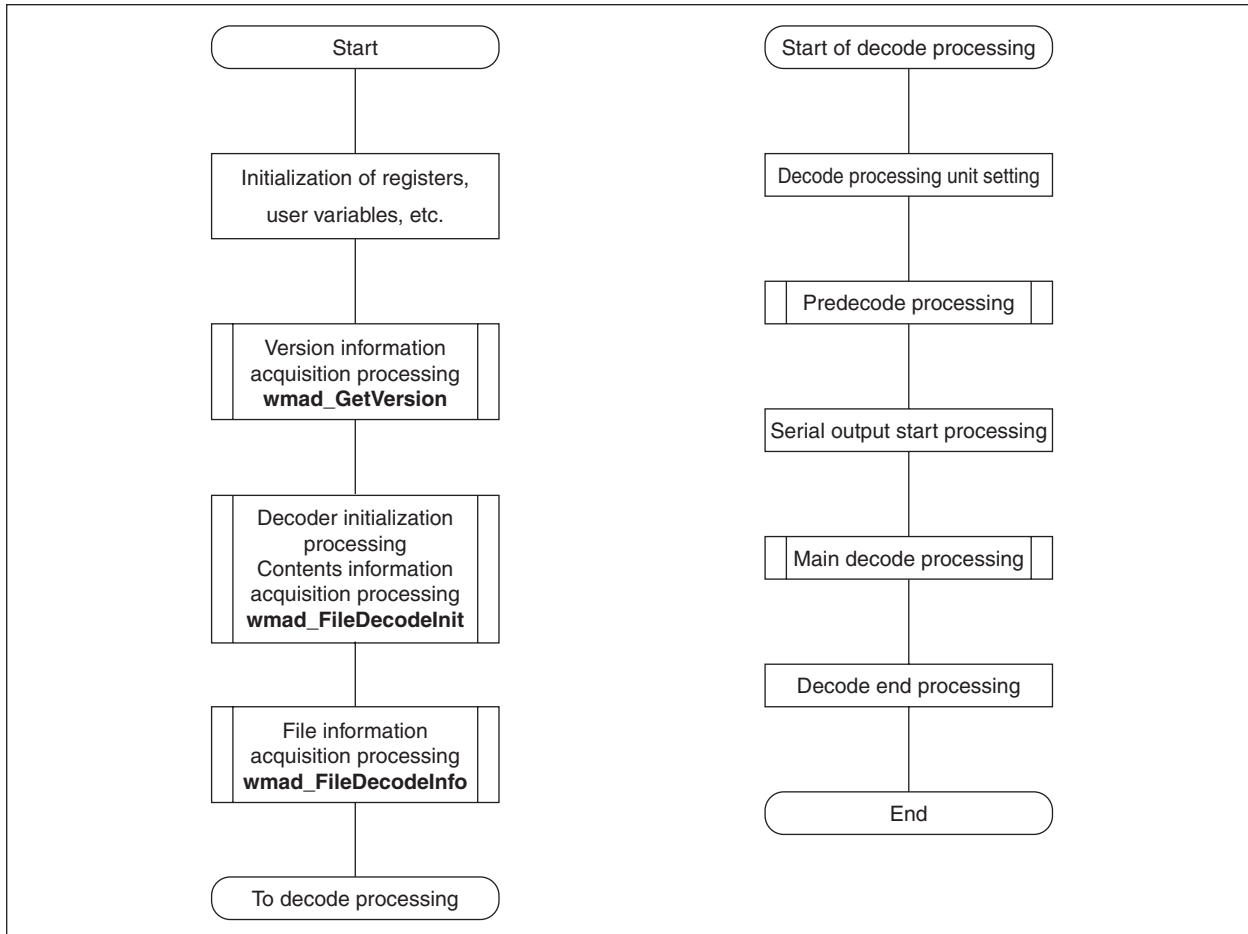 Start
Initialization of registers,
user variables, etc.
Version information
acquisition processing
wmad_GetVersion
Decoder initialization
processing
Contents information
acquisition processing
wmad_FileDecodeInit
File information
acquisition processing
wmad_FileDecodeInfo
To decode processing
Start of decode processing
Decode processing unit setting
Predecode processing
Serial output start processing
Main decode processing
Decode end processing
End